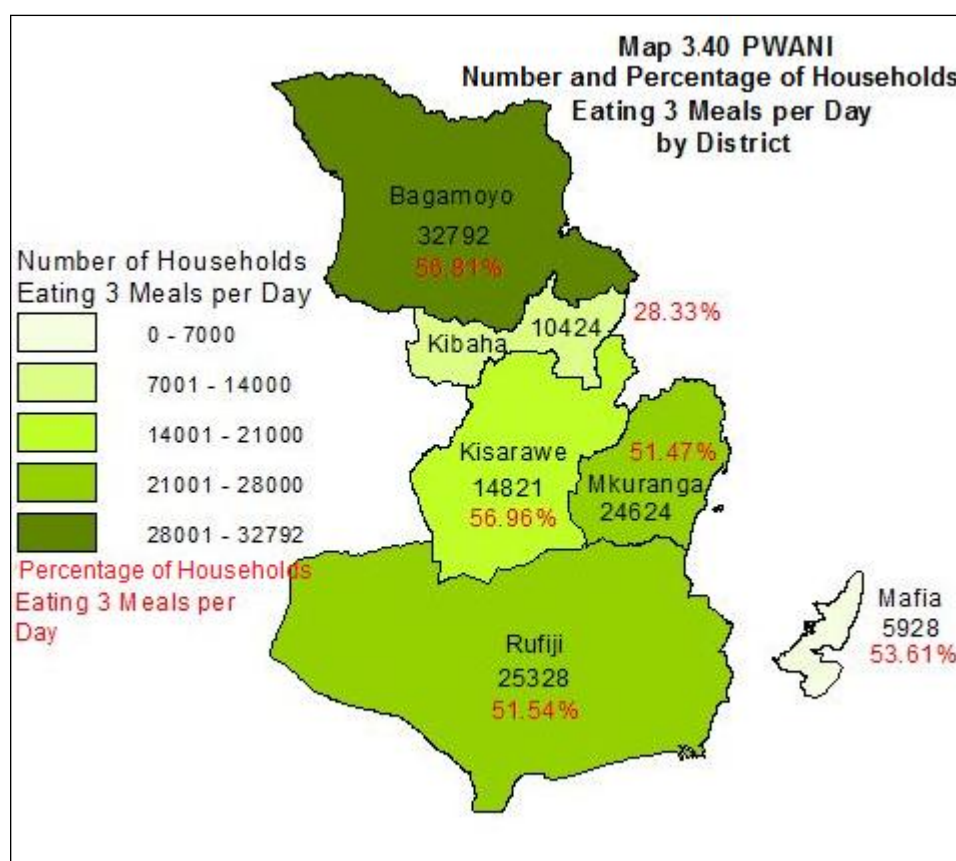 Map 3.40 PWANI
Number and Percentage of Households
Eating 3 Meals per Day
by District
Bagamoyo
32792
56.81%
Number of Households
Eating 3 Meals per Day
0 - 7000
7001 - 14000
14001 - 21000
21001 - 28000
28001 - 32792
Percentage of Households
Eating 3 Meals per
Day
10424
28.33%
Kibaha
Kisarawe
14821
56.96%
51.47%
Mkuranga
24624
Mafia
5928
53.61%
Rufiji
25328
51.54%